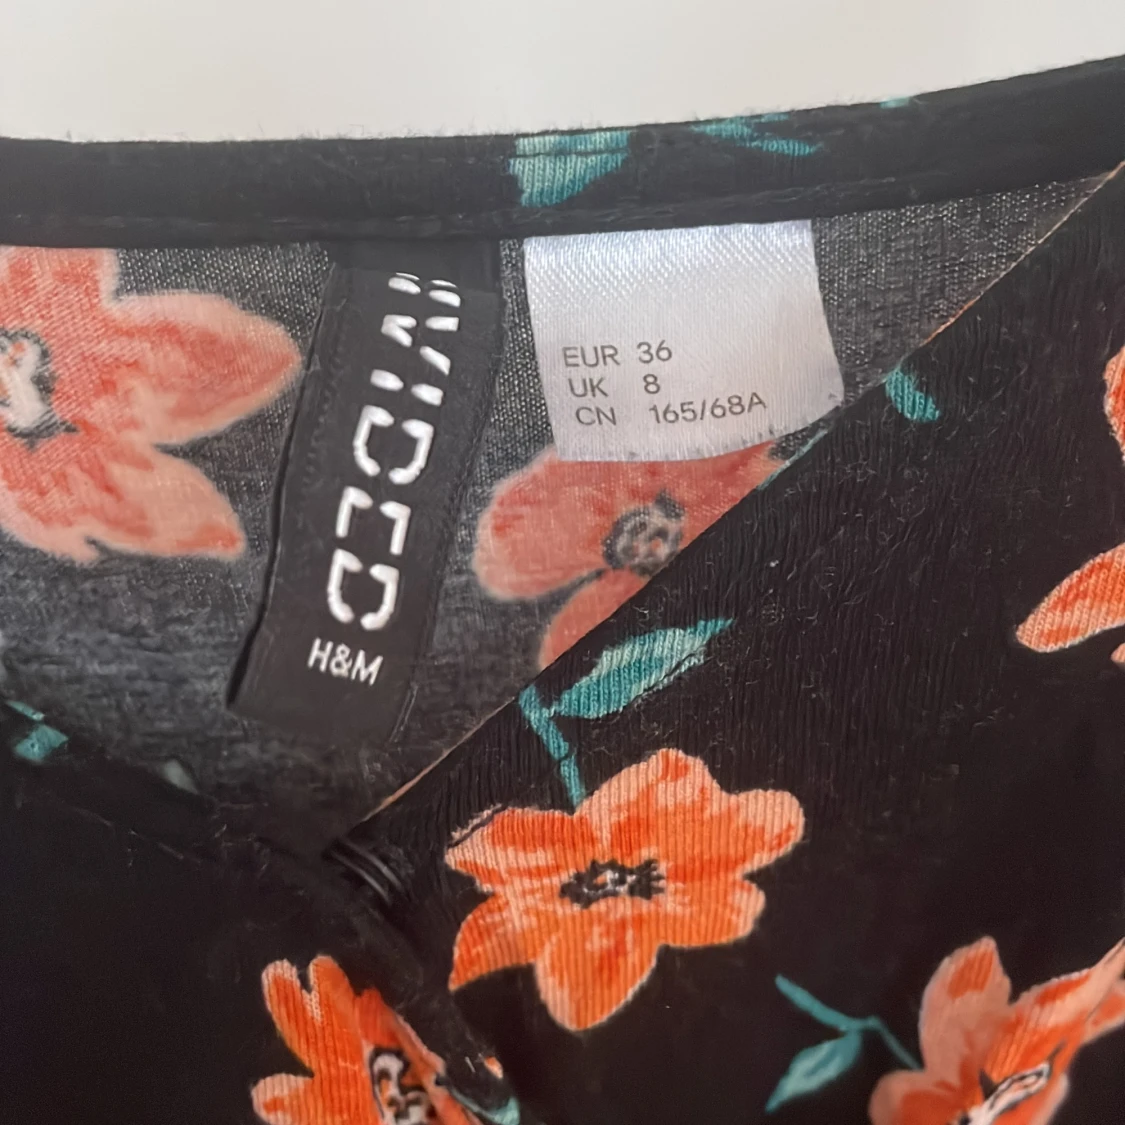 DIVIDED
H&M
EUR 36
UK 8
CN 165/68A